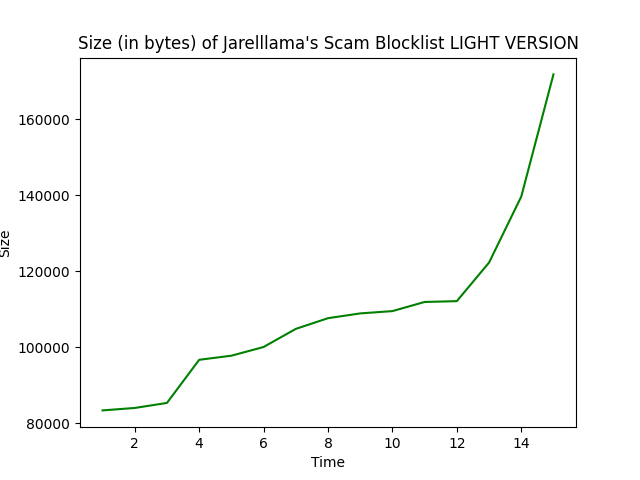 Size (in bytes) of Jarelllama's Scam Blocklist LIGHT VERSION
160000
140000
120000
100000
80000
Size
2 4 6 8 10 12 14
Time